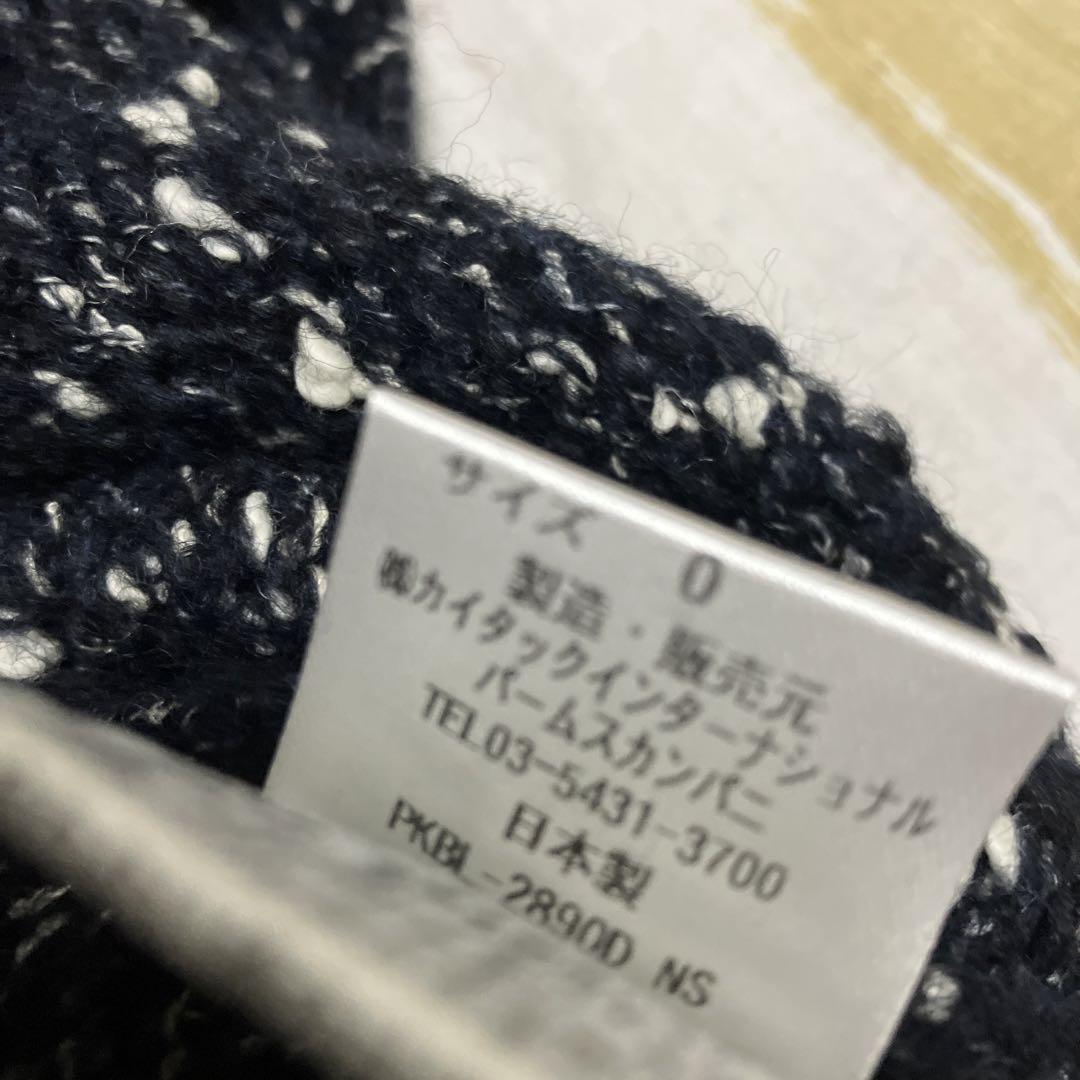 サイズ 0
製造・販売元
㈱カイタックインターナショナル
パームスカンパニ
TEL03-5431-3700
日本製
PKBL-2890D NS